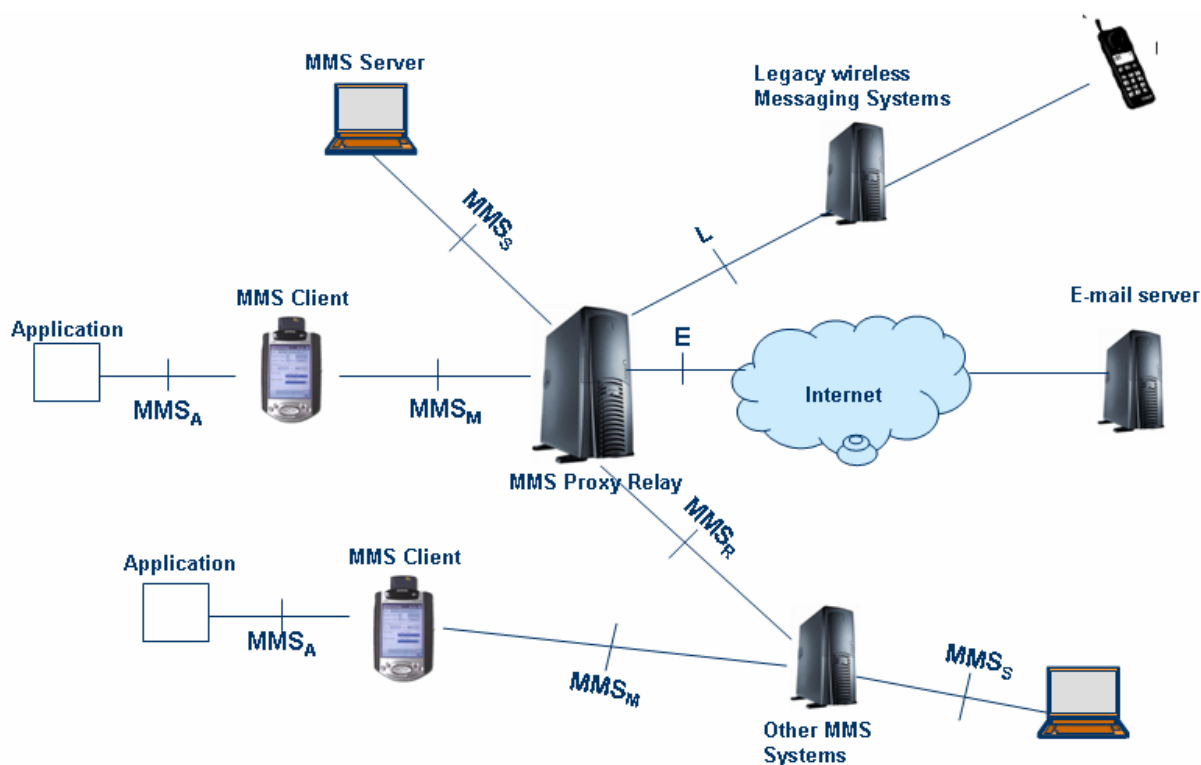 MMS Server
Legacy wireless
Messaging Systems
MMSS
L
MMS Client
E-mail server
Application
E
Internet
MMSA
MMSM
MMS Proxy Relay
MMSR
MMS Client
Application
MMSA
MMSM
MMSS
Other MMS
Systems